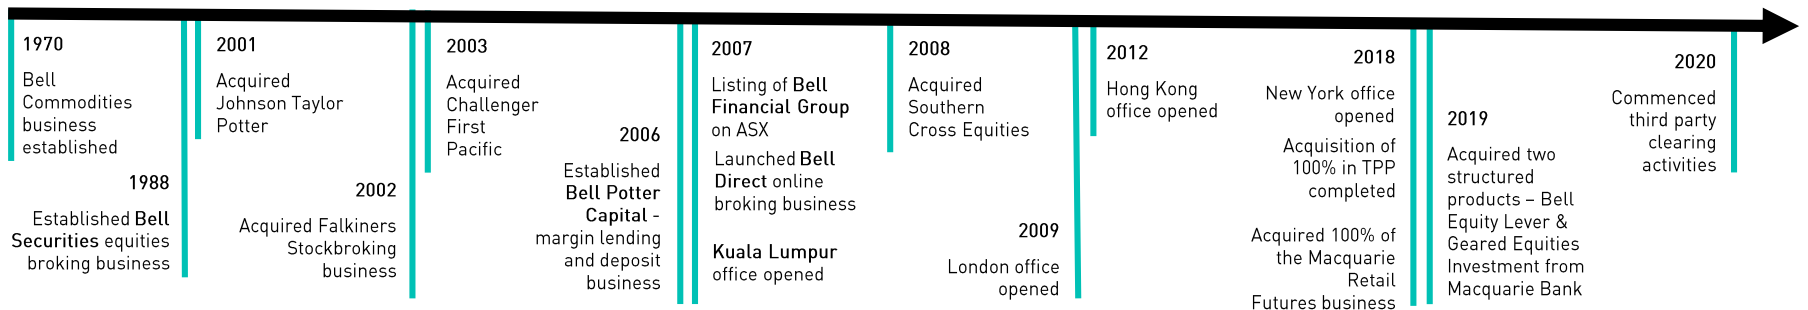 1970
Bell
Commodities
business
established
1988
Established Bell
Securities equities
broking business
2001
Acquired
Johnson Taylor
Potter
2002
Acquired Falkiners
Stockbroking
business
2003
Acquired
Challenger
First
Pacific
2006
Established
Bell Potter
Capital -
margin lending
and deposit
business
2007
Listing of Bell
Financial Group
on ASX
Launched Bell
Direct online
broking business
Kuala Lumpur
office opened
2008
Acquired
Southern
Cross Equities
2009
London office
opened
2012
Hong Kong
office opened
2018
New York office
opened
Acquisition of
100% in TPP
completed
Acquired 100% of
the Macquarie
Retail
Futures business
2019
Acquired two
structured
products – Bell
Equity Lever &
Geared Equities
Investment from
Macquarie Bank
2020
Commenced
third party
clearing
activities